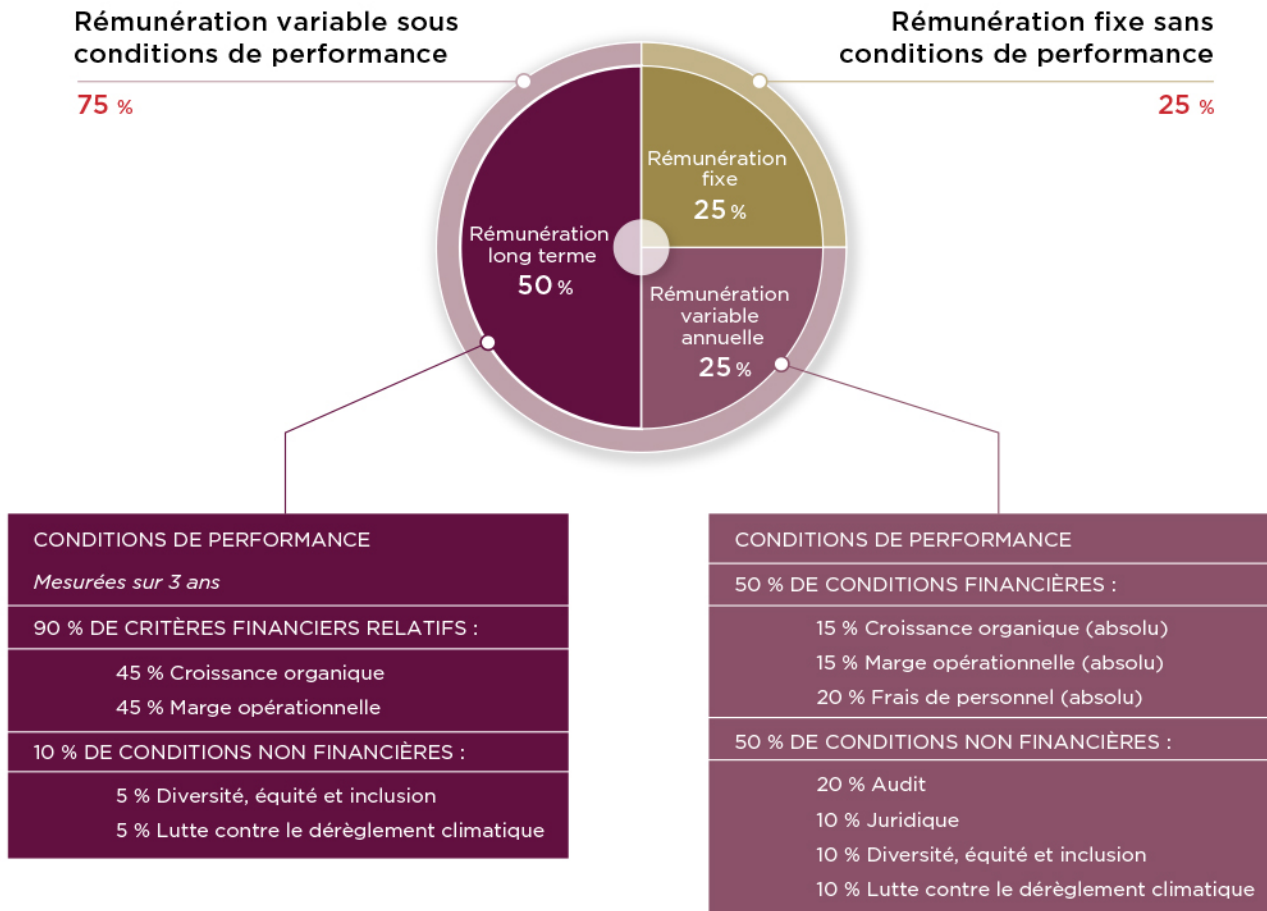 Rémunération variable sous
conditions de performance
75 %
Rémunération fixe sans
conditions de performance
25 %
Rémunération
fixe
25 %
Rémunération
long terme
50 %
Rémunération
variable
annuelle
25 %
CONDITIONS DE PERFORMANCE
Mesurées sur 3 ans
90 % DE CRITÈRES FINANCIERS RELATIFS :
45 % Croissance organique
45 % Marge opérationnelle
10 % DE CONDITIONS NON FINANCIÈRES :
5 % Diversité, équité et inclusion
5 % Lutte contre le dérèglement climatique
CONDITIONS DE PERFORMANCE
50 % DE CONDITIONS FINANCIÈRES :
15 % Croissance organique (absolu)
15 % Marge opérationnelle (absolu)
20 % Frais de personnel (absolu)
50 % DE CONDITIONS NON FINANCIÈRES :
20 % Audit
10 % Juridique
10 % Diversité, équité et inclusion
10 % Lutte contre le dérèglement climatique